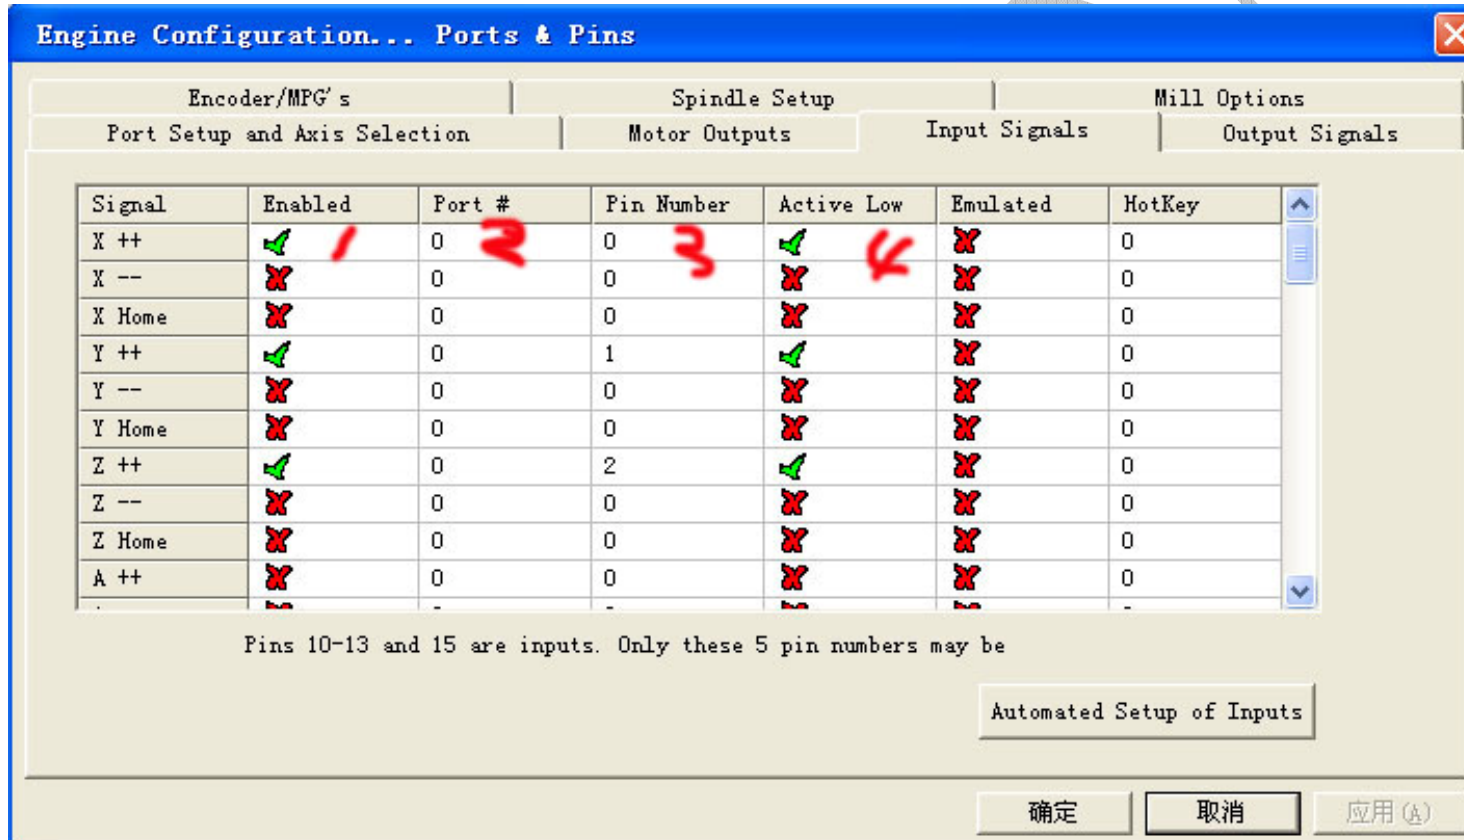 Engine Configuration... Ports & Pins
Encoder/MPG's Spindle Setup Mill Options
Port Setup and Axis Selection Motor Outputs Input Signals Output Signals
Signal Enabled Port # Pin Number Active Low Emulated HotKey
X ++ 1 0 2 0 3 4 0
X -- 0 0 0
X Home 0 0 0
Y ++ 0 1 0
Y -- 0 0 0
Y Home 0 0 0
Z ++ 0 2 0
Z -- 0 0 0
Z Home 0 0 0
A ++ 0 0 0
Pins 10-13 and 15 are inputs. Only these 5 pin numbers may be
Automated Setup of Inputs
确定 取消 应用(A)